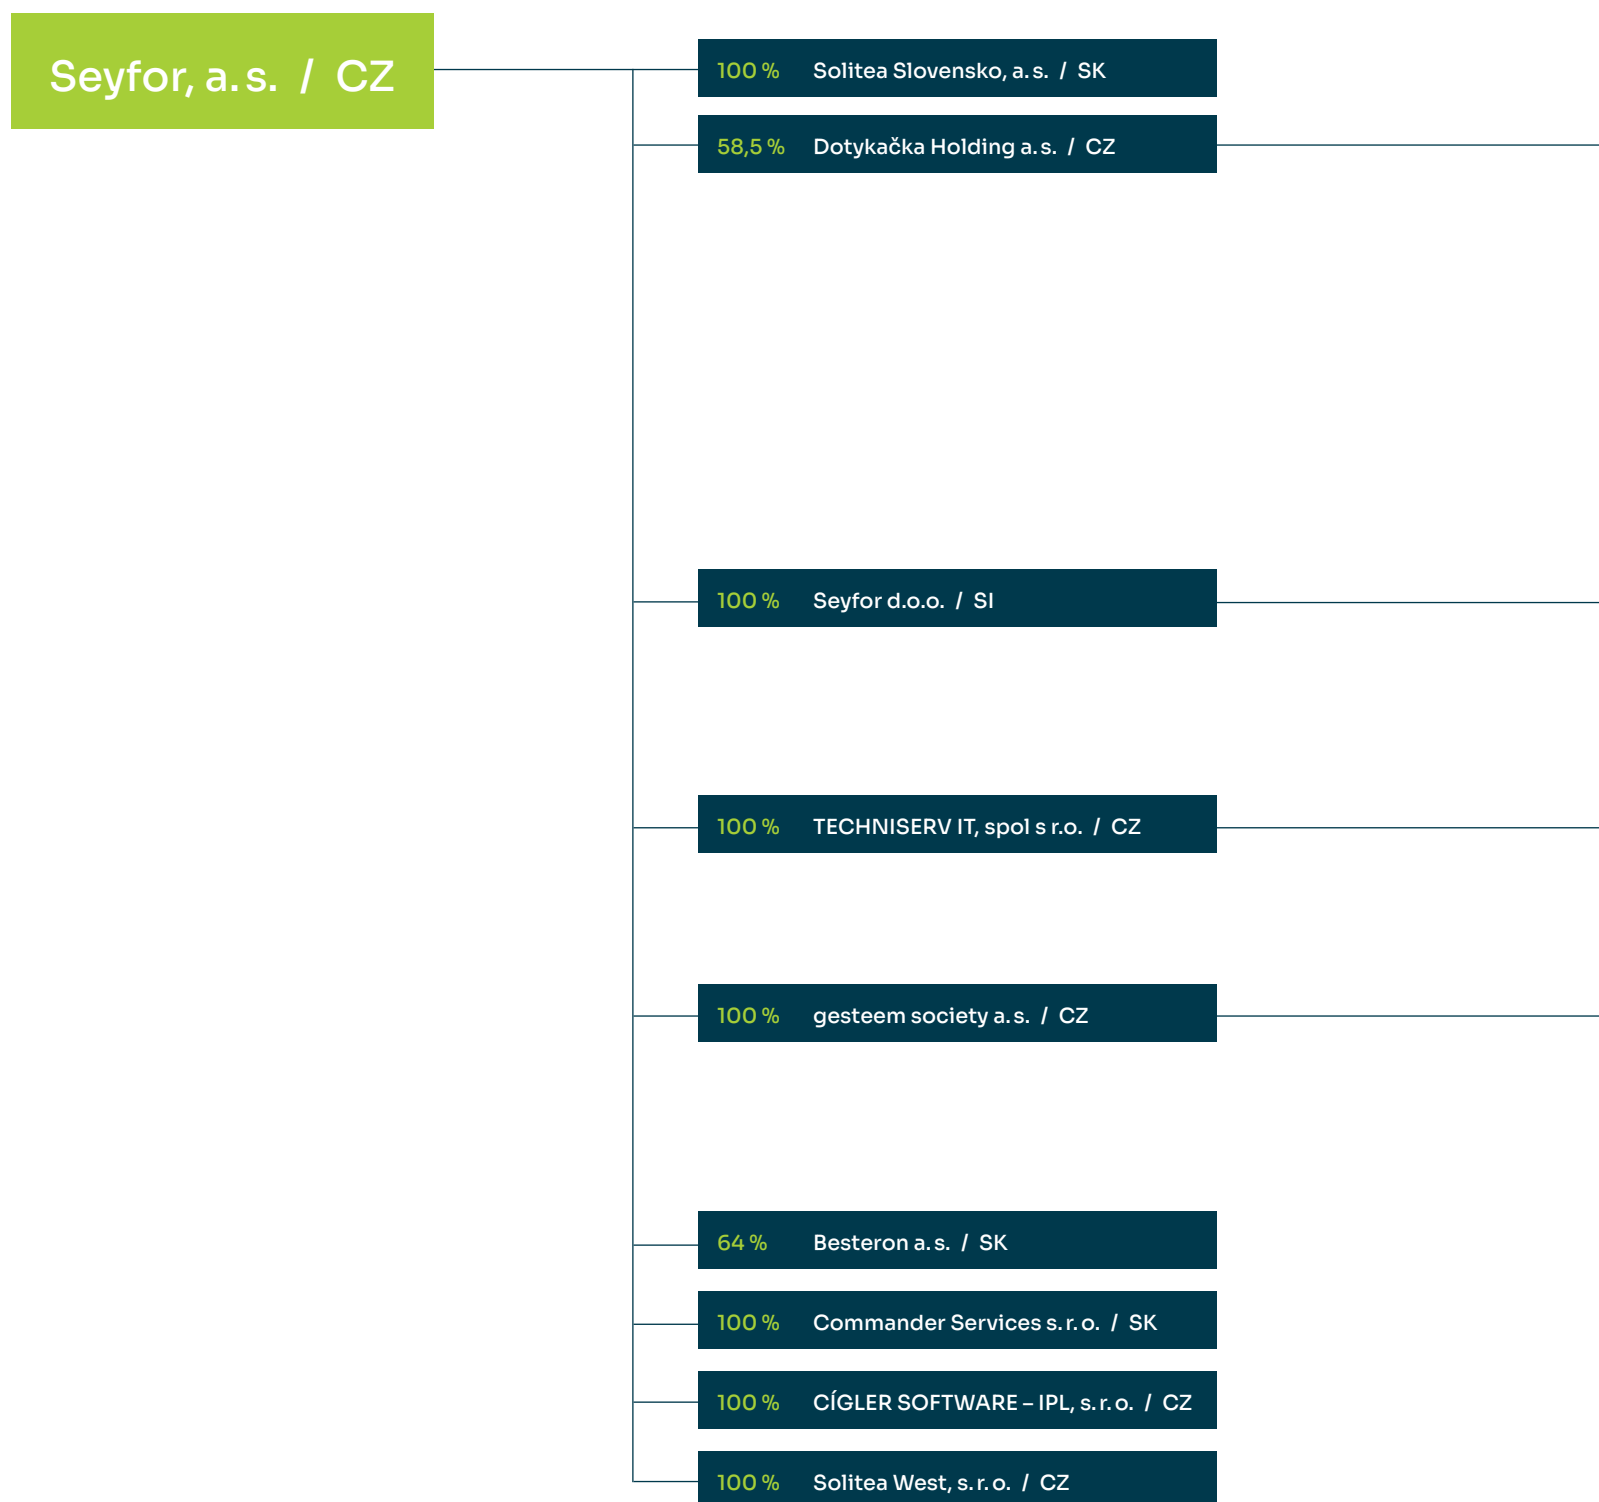 Seyfor, a.s. / CZ
100 % Solitea Slovensko, a.s. / SK
58,5 % Dotykačka Holding a.s. / CZ
100 % Seyfor d.o.o. / SI
100 % TECHNISERV IT, spol s r.o. / CZ
100 % gesteem society a.s. / CZ
64 % Besteron a.s. / SK
100 % Commander Services s.r.o. / SK
100 % CÍGLER SOFTWARE – IPL, s.r.o. / CZ
100 % Solitea West, s.r.o. / CZ